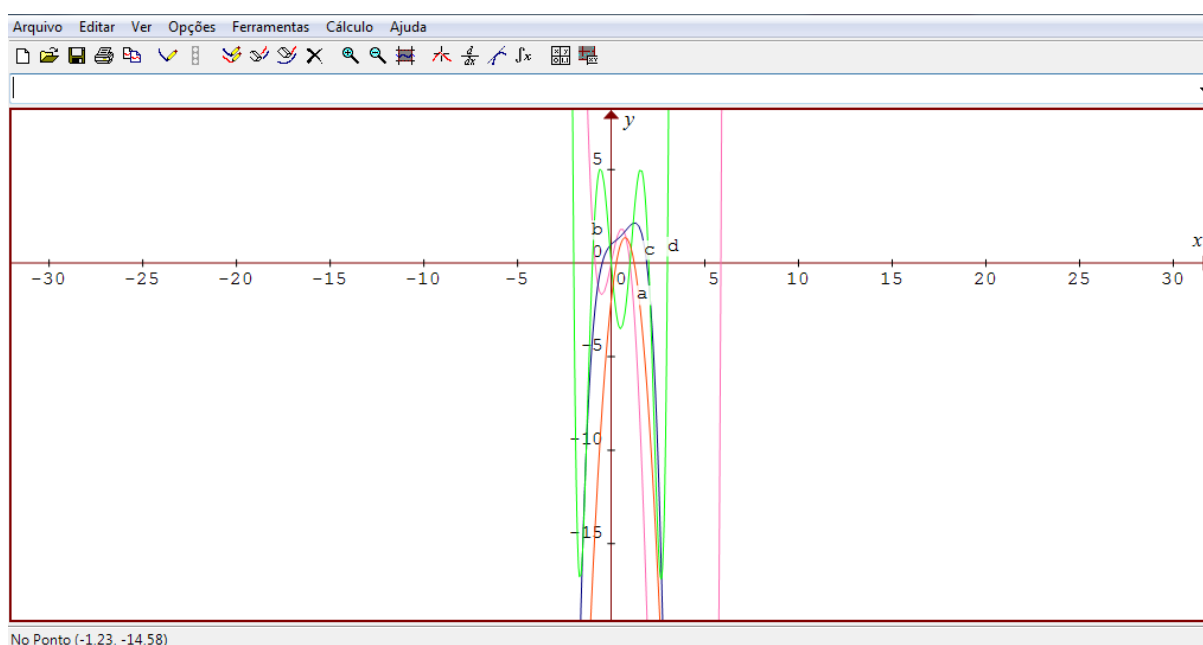 Arquivo Editar Ver Opções Ferramentas Cálculo Ajuda
d/dx ∫x
y
5
b
0
c d
x
-30 -25 -20 -15 -10 -5 0 5 10 15 20 25 30
a
-5
-10
-15
No Ponto (-1.23, -14.58)